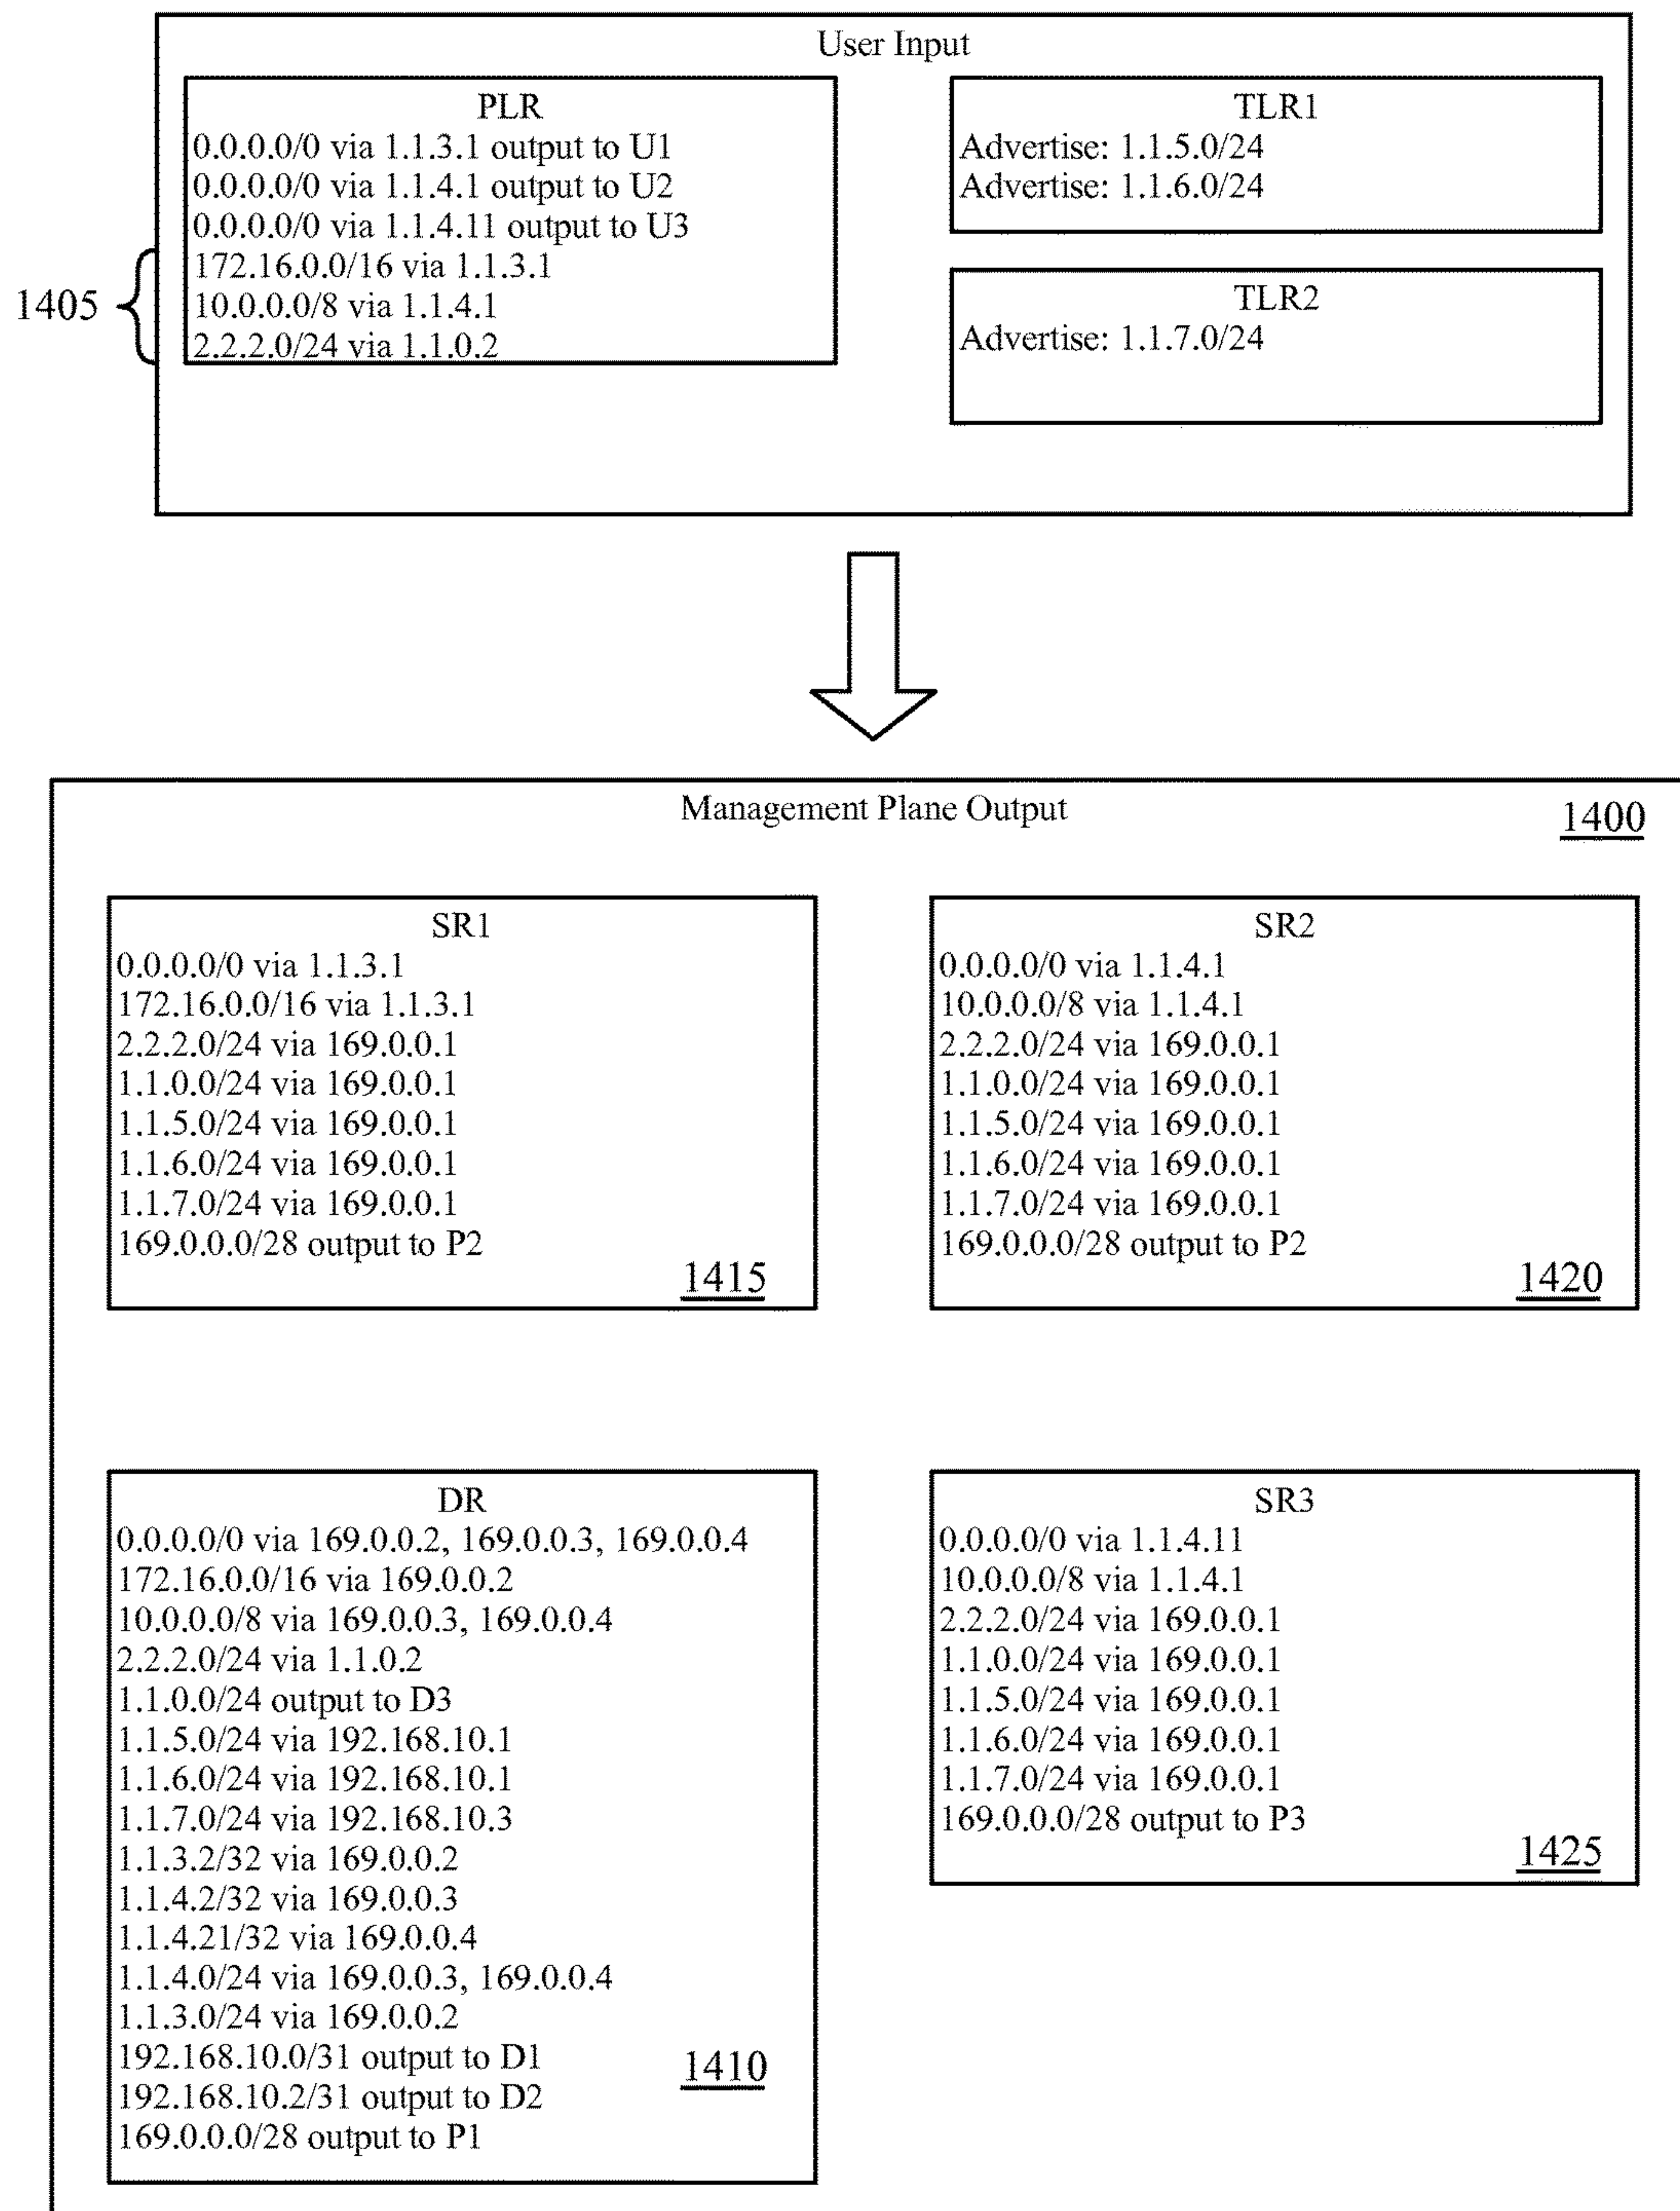 User Input
PLR
0.0.0.0/0 via 1.1.3.1 output to U1
0.0.0.0/0 via 1.1.4.1 output to U2
0.0.0.0/0 via 1.1.4.11 output to U3
172.16.0.0/16 via 1.1.3.1
10.0.0.0/8 via 1.1.4.1
2.2.2.0/24 via 1.1.0.2
1405
TLR1
Advertise: 1.1.5.0/24
Advertise: 1.1.6.0/24
TLR2
Advertise: 1.1.7.0/24
Management Plane Output
1400
SR1
0.0.0.0/0 via 1.1.3.1
172.16.0.0/16 via 1.1.3.1
2.2.2.0/24 via 169.0.0.1
1.1.0.0/24 via 169.0.0.1
1.1.5.0/24 via 169.0.0.1
1.1.6.0/24 via 169.0.0.1
1.1.7.0/24 via 169.0.0.1
169.0.0.0/28 output to P2
1415
SR2
0.0.0.0/0 via 1.1.4.1
10.0.0.0/8 via 1.1.4.1
2.2.2.0/24 via 169.0.0.1
1.1.0.0/24 via 169.0.0.1
1.1.5.0/24 via 169.0.0.1
1.1.6.0/24 via 169.0.0.1
1.1.7.0/24 via 169.0.0.1
169.0.0.0/28 output to P2
1420
DR
0.0.0.0/0 via 169.0.0.2, 169.0.0.3, 169.0.0.4
172.16.0.0/16 via 169.0.0.2
10.0.0.0/8 via 169.0.0.3, 169.0.0.4
2.2.2.0/24 via 1.1.0.2
1.1.0.0/24 output to D3
1.1.5.0/24 via 192.168.10.1
1.1.6.0/24 via 192.168.10.1
1.1.7.0/24 via 192.168.10.3
1.1.3.2/32 via 169.0.0.2
1.1.4.2/32 via 169.0.0.3
1.1.4.21/32 via 169.0.0.4
1.1.4.0/24 via 169.0.0.3, 169.0.0.4
1.1.3.0/24 via 169.0.0.2
192.168.10.0/31 output to D1
192.168.10.2/31 output to D2
169.0.0.0/28 output to P1
1410
SR3
0.0.0.0/0 via 1.1.4.11
10.0.0.0/8 via 1.1.4.1
2.2.2.0/24 via 169.0.0.1
1.1.0.0/24 via 169.0.0.1
1.1.5.0/24 via 169.0.0.1
1.1.6.0/24 via 169.0.0.1
1.1.7.0/24 via 169.0.0.1
169.0.0.0/28 output to P3
1425